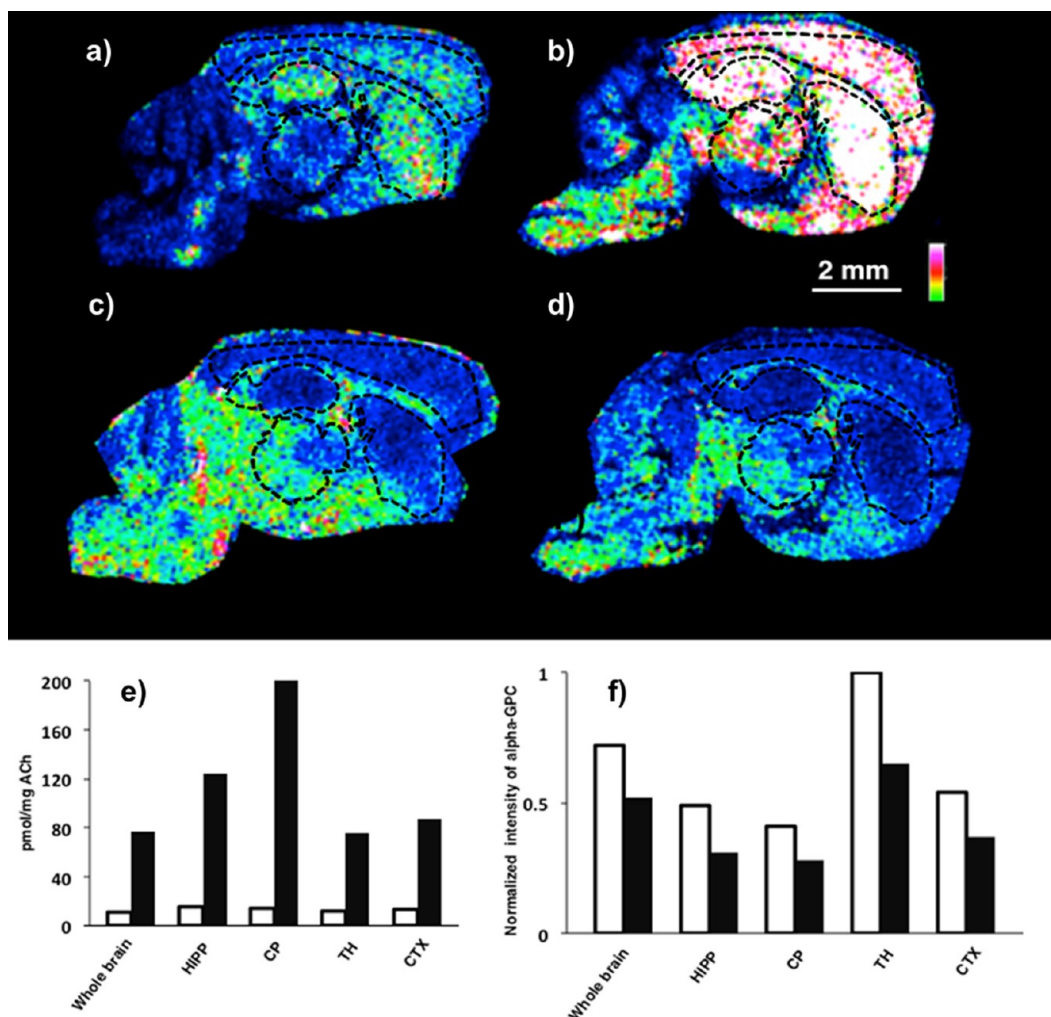 a)
b)
2 mm
c)
d)
e)
200
160
120
80
40
0
pmol/mg ACh
Whole brain
HIPP
CP
TH
CTX
f)
1
0.5
0
Normalized intensity of alpha-GPC
Whole brain
HIPP
CP
TH
CTX